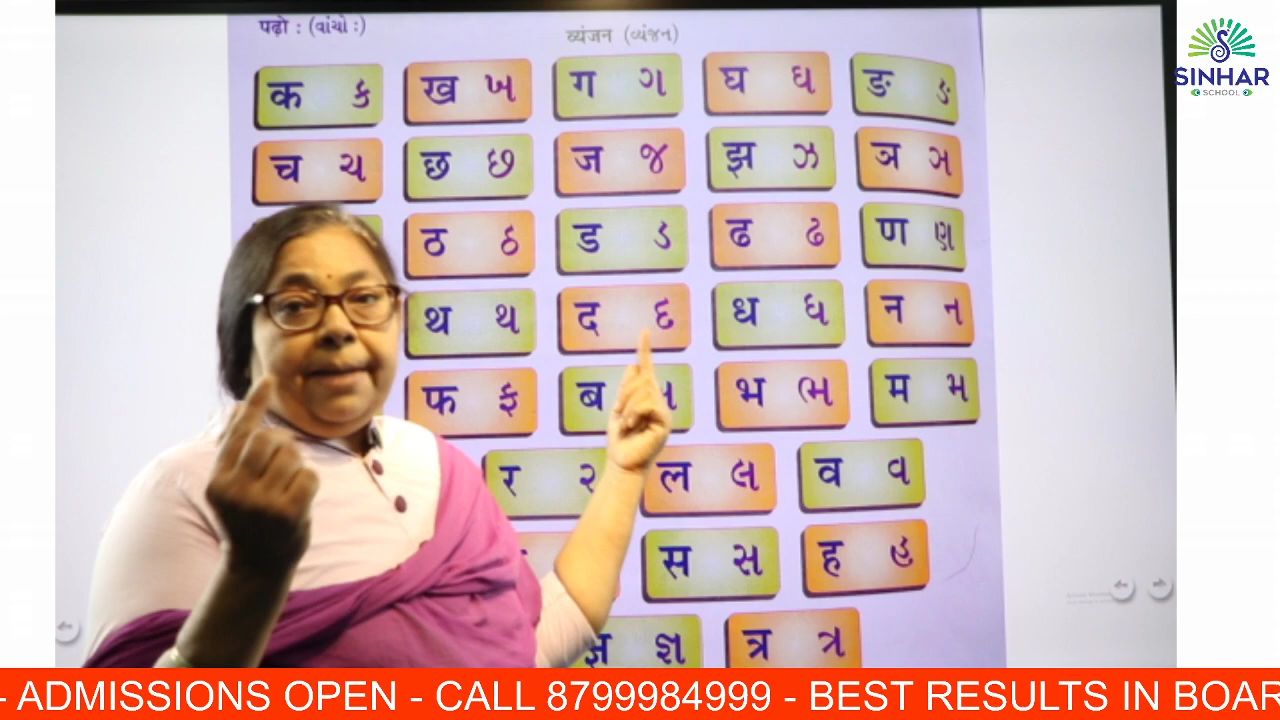 पढ़ो : (વાંચો :)
व्यंजन (વ્યંજન)
क ક ख ખ ग ગ घ ઘ ङ ઙ
च ચ छ છ ज જ झ ઝ ञ ઞ
ठ ઠ ड ડ ढ ઢ ण ણ
थ થ द દ ध ધ न ન
फ ફ ब भ ભ म મ
र ર ल લ व વ
स સ ह હ
ज्ञ જ્ઞ त्र ત્ર
SINHAR
SCHOOL
- ADMISSIONS OPEN - CALL 8799984999 - BEST RESULTS IN BOAR